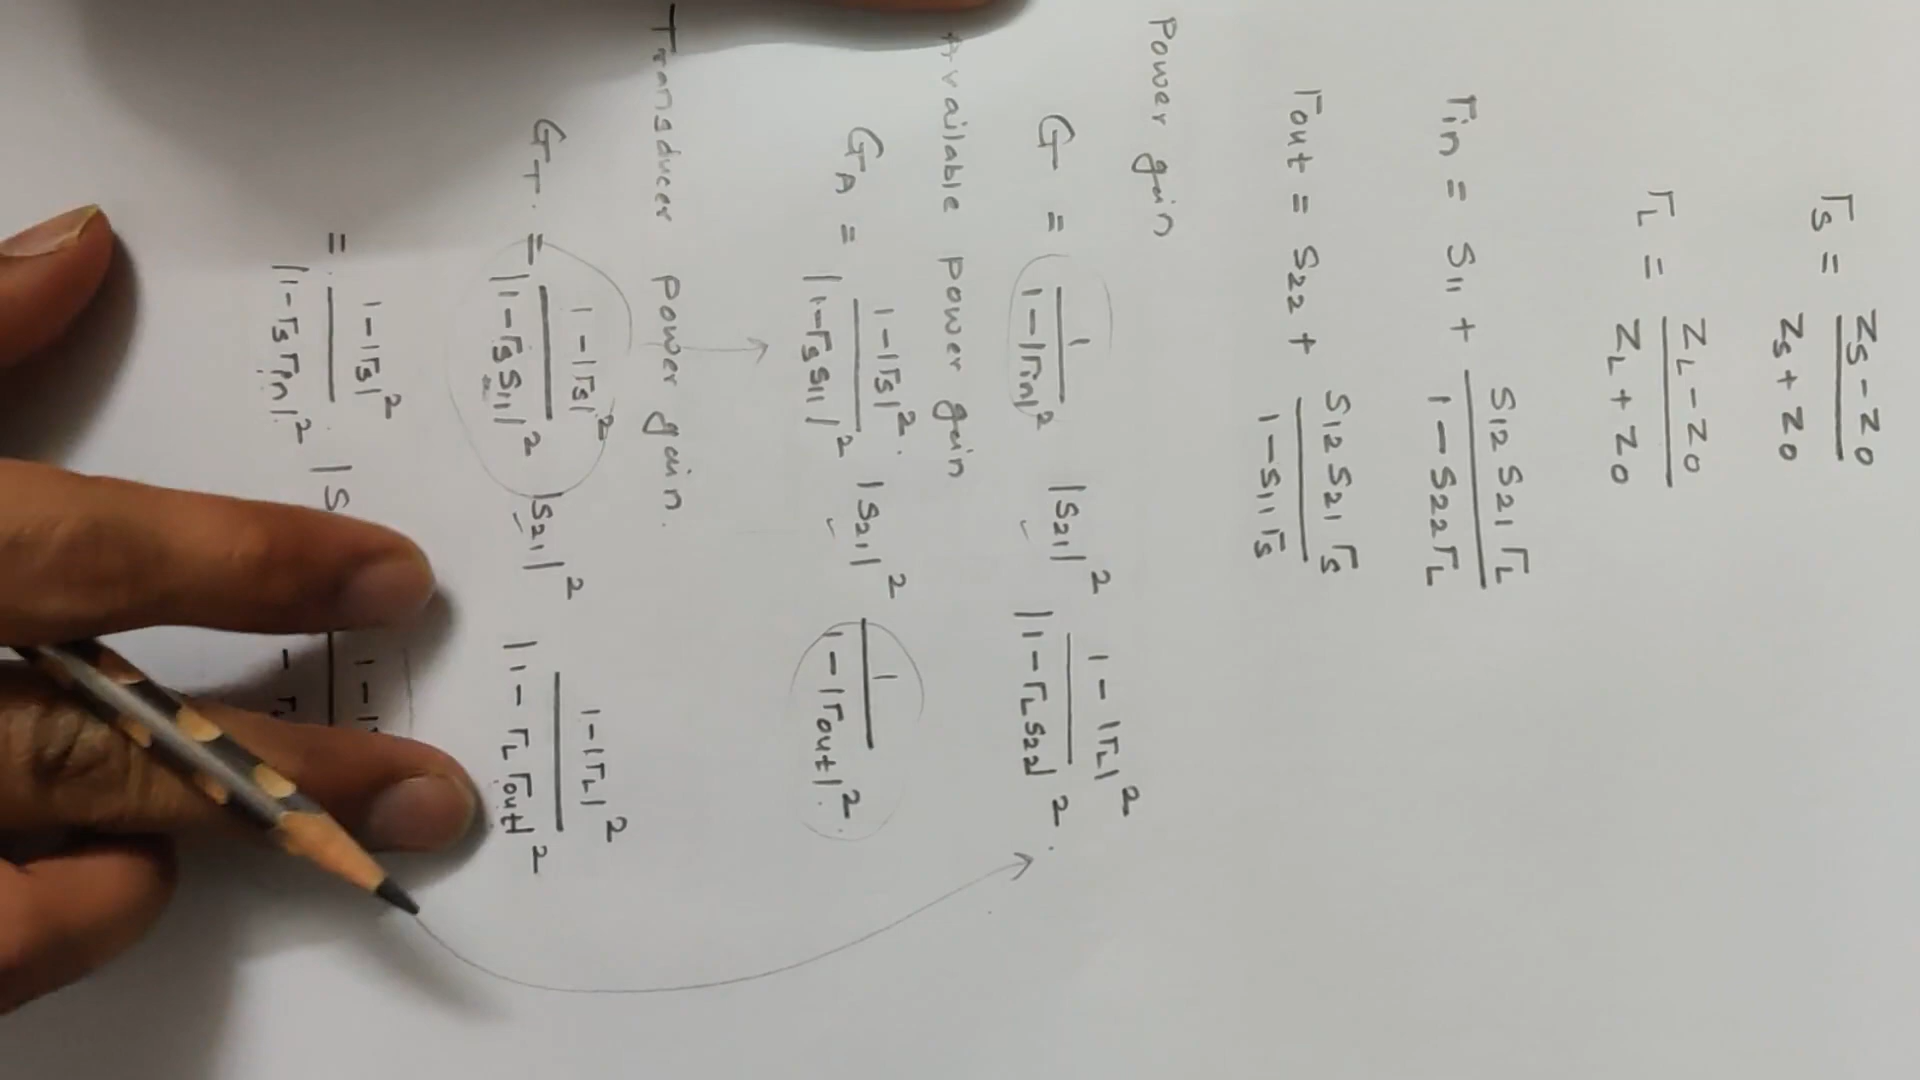 Γs = (Zs - Z0) / (Zs + Z0)
ΓL = (ZL - Z0) / (ZL + Z0)
Γin = S11 + (S12 S21 ΓL) / (1 - S22 ΓL)
Γout = S22 + (S12 S21 Γs) / (1 - S11 Γs)
Power gain
G = 1 / (1 - |Γin|²) |S21|² (1 - |ΓL|²) / |1 - ΓL S22|².
Available power gain
GA = (1 - |Γs|²) / |1 - Γs S11|² |S21|² 1 / (1 - |Γout|²).
Transducer power gain.
GT = (1 - |Γs|²) / |1 - Γs S11|² |S21|² (1 - |ΓL|²) / |1 - ΓL Γout|²
= (1 - |Γs|²) / |1 - Γs Γin|² |S